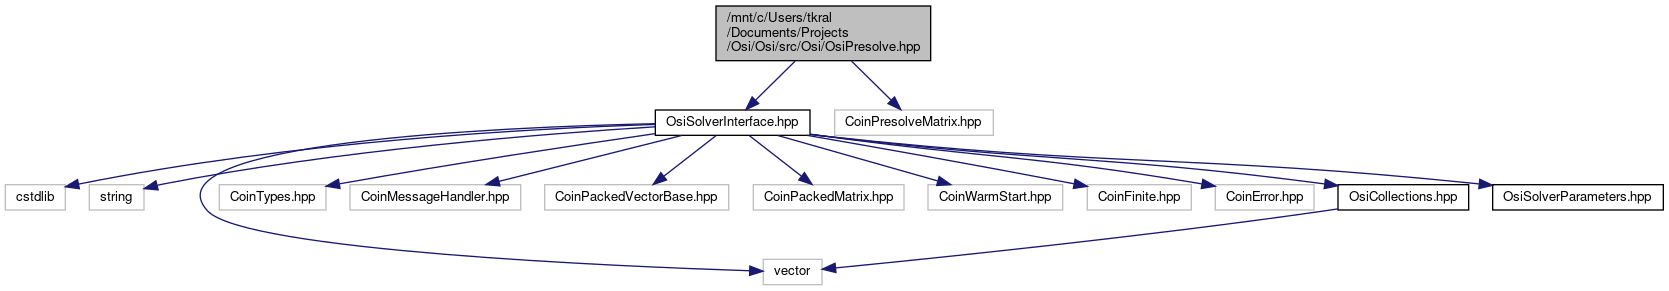 /mnt/c/Users/tkral
/Documents/Projects
/Osi/Osi/src/Osi/OsiPresolve.hpp
OsiSolverInterface.hpp
CoinPresolveMatrix.hpp
cstdlib
string
CoinTypes.hpp
CoinMessageHandler.hpp
CoinPackedVectorBase.hpp
CoinPackedMatrix.hpp
CoinWarmStart.hpp
CoinFinite.hpp
CoinError.hpp
OsiCollections.hpp
OsiSolverParameters.hpp
vector